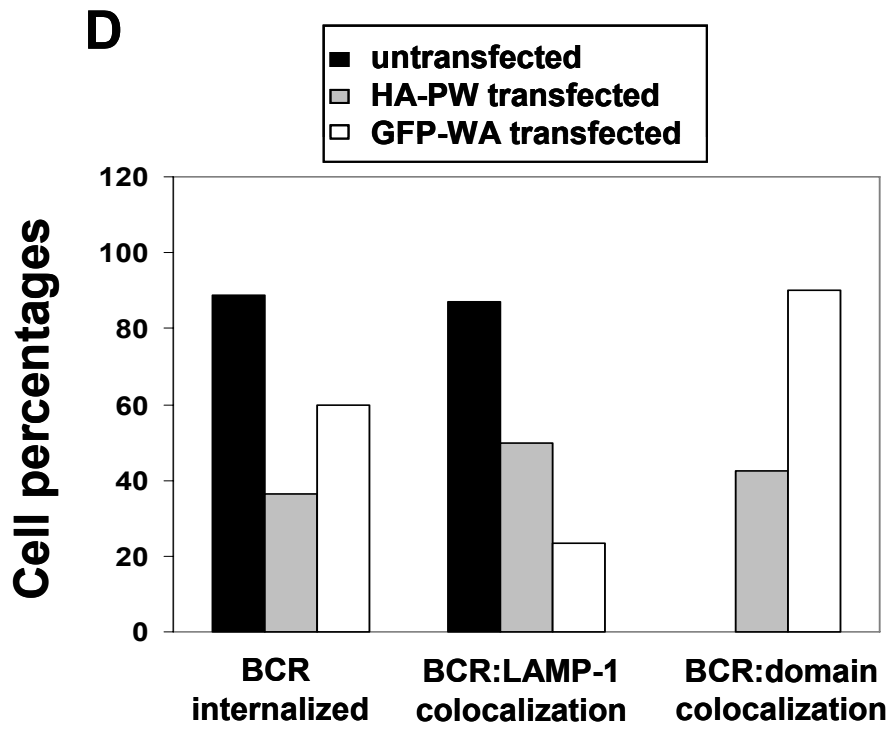 D
untransfected
HA-PW transfected
GFP-WA transfected
Cell percentages
120
100
80
60
40
20
0
BCR
internalized
BCR:LAMP-1
colocalization
BCR:domain
colocalization